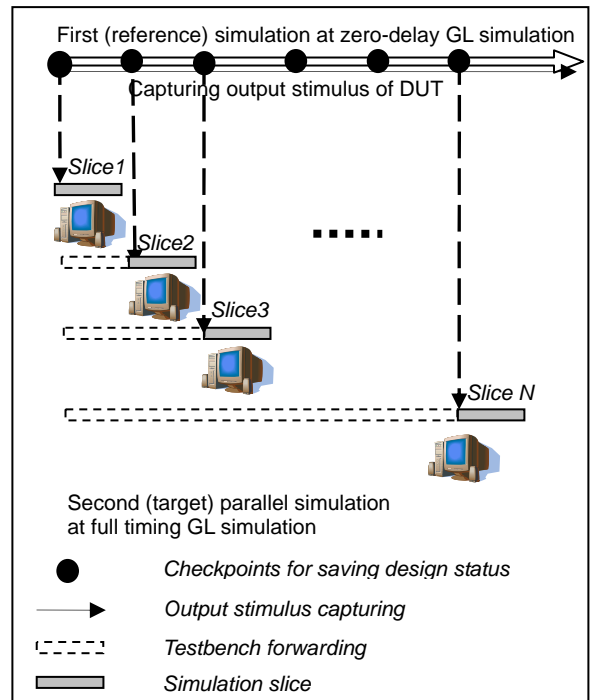 First (reference) simulation at zero-delay GL simulation
Capturing output stimulus of DUT
Slice1
Slice2
Slice3
Slice N
Second (target) parallel simulation
at full timing GL simulation
Checkpoints for saving design status
Output stimulus capturing
Testbench forwarding
Simulation slice